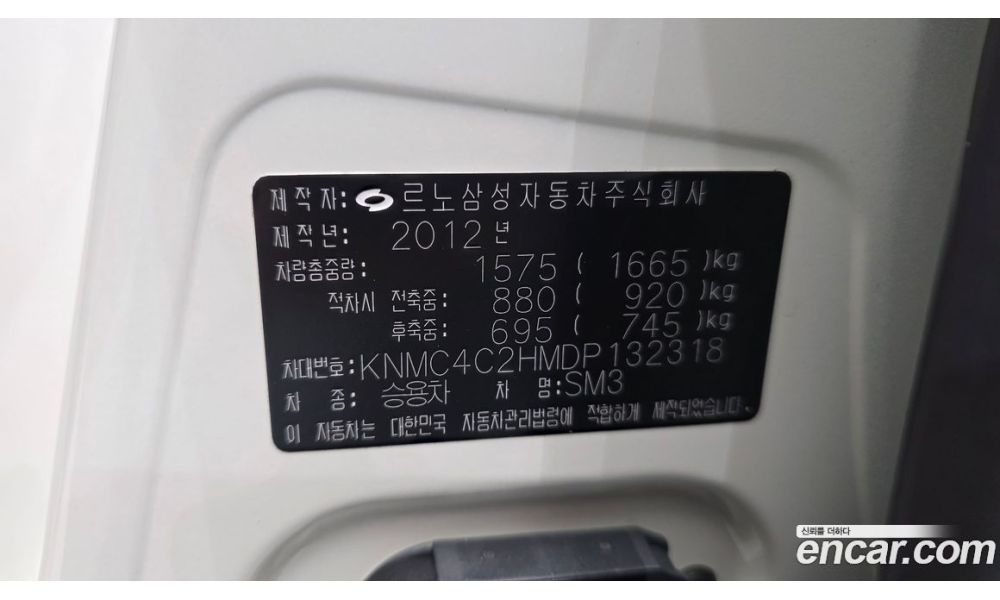 제작자: 르노삼성자동차주식회사
제작년: 2012년
차량총중량: 1575 ( 1665 )kg
적차시 전축중: 880 ( 920 )kg
후축중: 695 ( 745 )kg
차대번호: KNMC4C2HMDP132318
차 종: 승용차 차 명: SM3
이 자동차는 대한민국 자동차관리법령에 적합하게 제작되었습니다.
신뢰를 더하다
encar.com